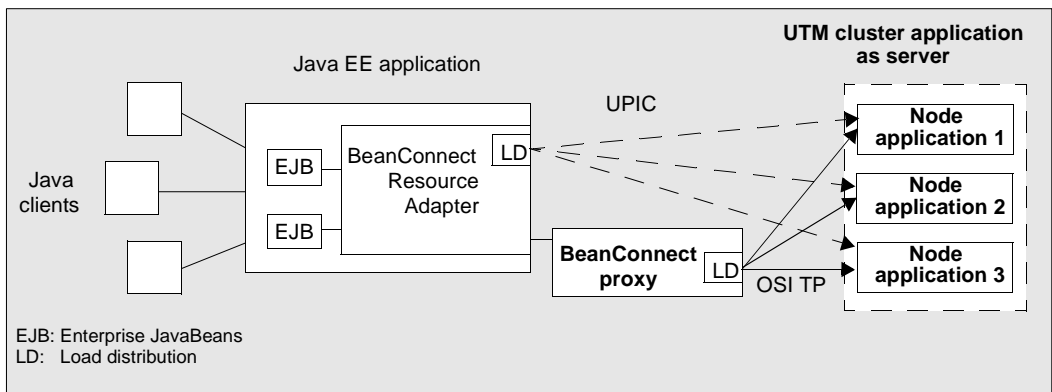 UTM cluster application
as server
Java EE application
UPIC
Node
application 1
LD
EJB
BeanConnect
Resource
Adapter
Java
clients
Node
application 2
EJB
BeanConnect
proxy
LD
OSI TP
Node
application 3
EJB: Enterprise JavaBeans
LD: Load distribution